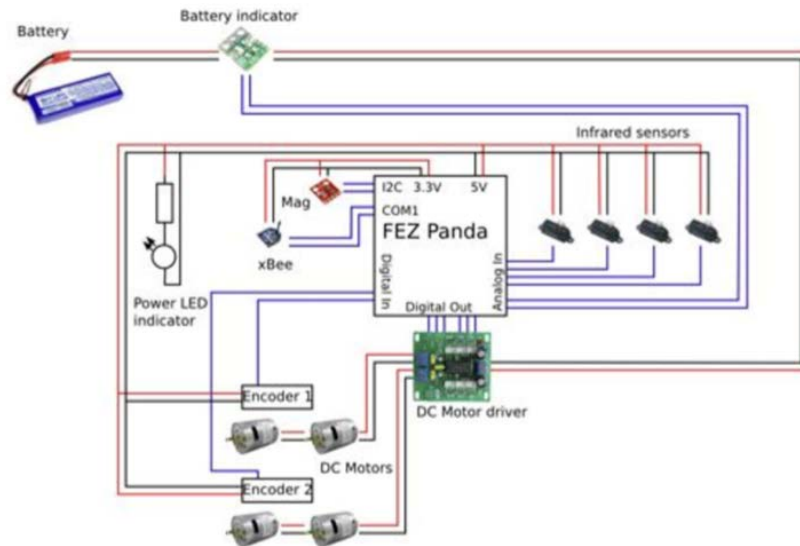 Battery indicator
Battery
Infrared sensors
I2C 3.3V 5V
Mag
COM1
FEZ Panda
xBee
Digital In
Analog In
Power LED
indicator
Digital Out
Encoder 1
DC Motor driver
DC Motors
Encoder 2